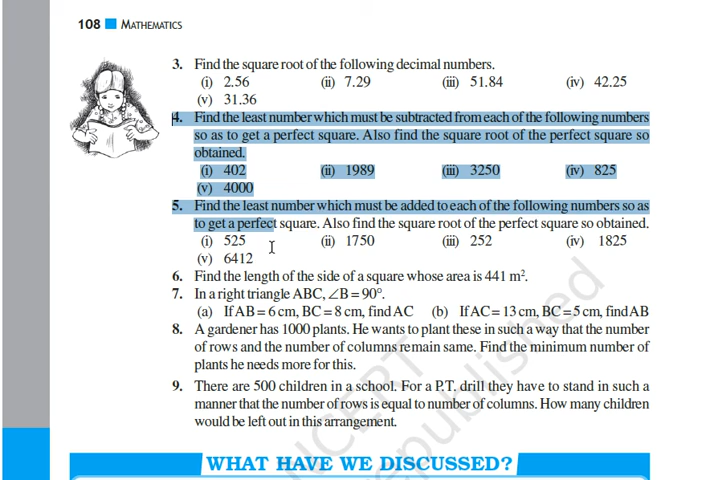 108 MATHEMATICS
3. Find the square root of the following decimal numbers.
(i) 2.56 (ii) 7.29 (iii) 51.84 (iv) 42.25
(v) 31.36
4. Find the least number which must be subtracted from each of the following numbers
so as to get a perfect square. Also find the square root of the perfect square so
obtained.
(i) 402 (ii) 1989 (iii) 3250 (iv) 825
(v) 4000
5. Find the least number which must be added to each of the following numbers so as
to get a perfect square. Also find the square root of the perfect square so obtained.
(i) 525 (ii) 1750 (iii) 252 (iv) 1825
(v) 6412
6. Find the length of the side of a square whose area is 441 m².
7. In a right triangle ABC, ∠B = 90°.
(a) If AB = 6 cm, BC = 8 cm, find AC (b) If AC = 13 cm, BC = 5 cm, find AB
8. A gardener has 1000 plants. He wants to plant these in such a way that the number
of rows and the number of columns remain same. Find the minimum number of
plants he needs more for this.
9. There are 500 children in a school. For a P.T. drill they have to stand in such a
manner that the number of rows is equal to number of columns. How many children
would be left out in this arrangement.
NCERT
republished
WHAT HAVE WE DISCUSSED?